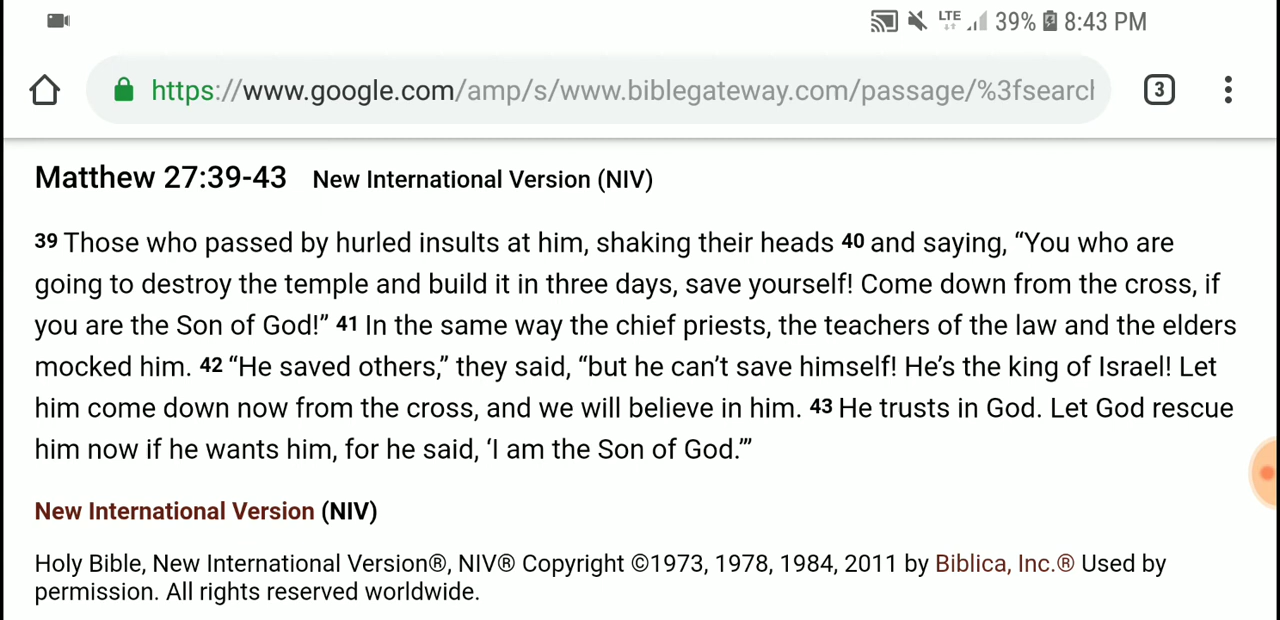 LTE 39% 8:43 PM
https://www.google.com/amp/s/www.biblegateway.com/passage/%3fsearch 3
Matthew 27:39-43 New International Version (NIV)
39 Those who passed by hurled insults at him, shaking their heads 40 and saying, “You who are
going to destroy the temple and build it in three days, save yourself! Come down from the cross, if
you are the Son of God!” 41 In the same way the chief priests, the teachers of the law and the elders
mocked him. 42 “He saved others,” they said, “but he can’t save himself! He’s the king of Israel! Let
him come down now from the cross, and we will believe in him. 43 He trusts in God. Let God rescue
him now if he wants him, for he said, ‘I am the Son of God.’”
New International Version (NIV)
Holy Bible, New International Version®, NIV® Copyright ©1973, 1978, 1984, 2011 by Biblica, Inc.® Used by
permission. All rights reserved worldwide.